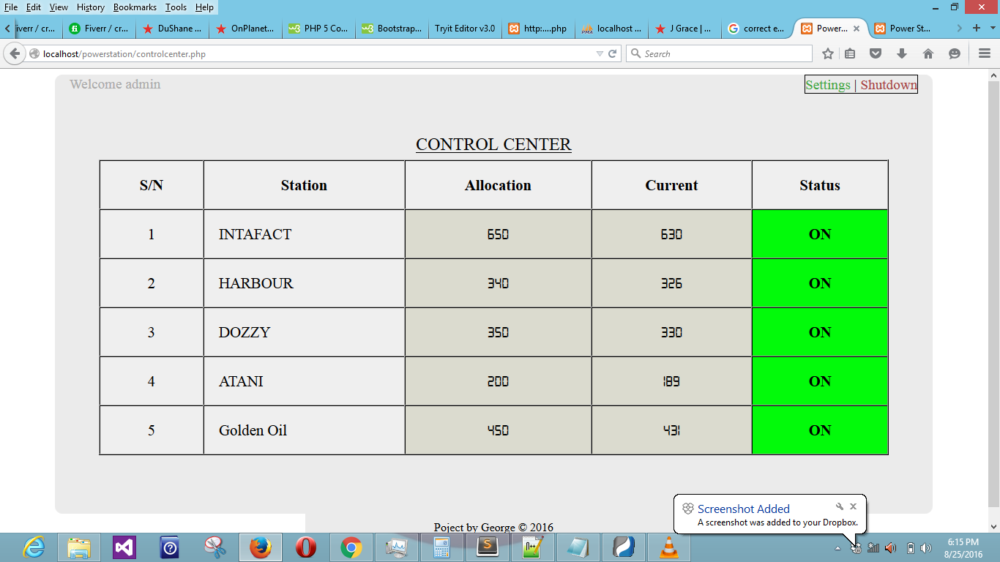 File Edit View History Bookmarks Tools Help
iverr / cr... Fiverr / cr... DuShane ... OnPlanet... PHP 5 Co... Bootstrap... Tryit Editor v3.0 http:....php localhost ... J Grace | ... correct e... Power... Power St...
localhost/powerstation/controlcenter.php Search
Welcome admin Settings | Shutdown
CONTROL CENTER
S/N Station Allocation Current Status
1 INTAFACT 650 630 ON
2 HARBOUR 340 326 ON
3 DOZZY 350 330 ON
4 ATANI 200 189 ON
5 Golden Oil 450 431 ON
Screenshot Added
A screenshot was added to your Dropbox.
Poject by George © 2016
6:15 PM
8/25/2016